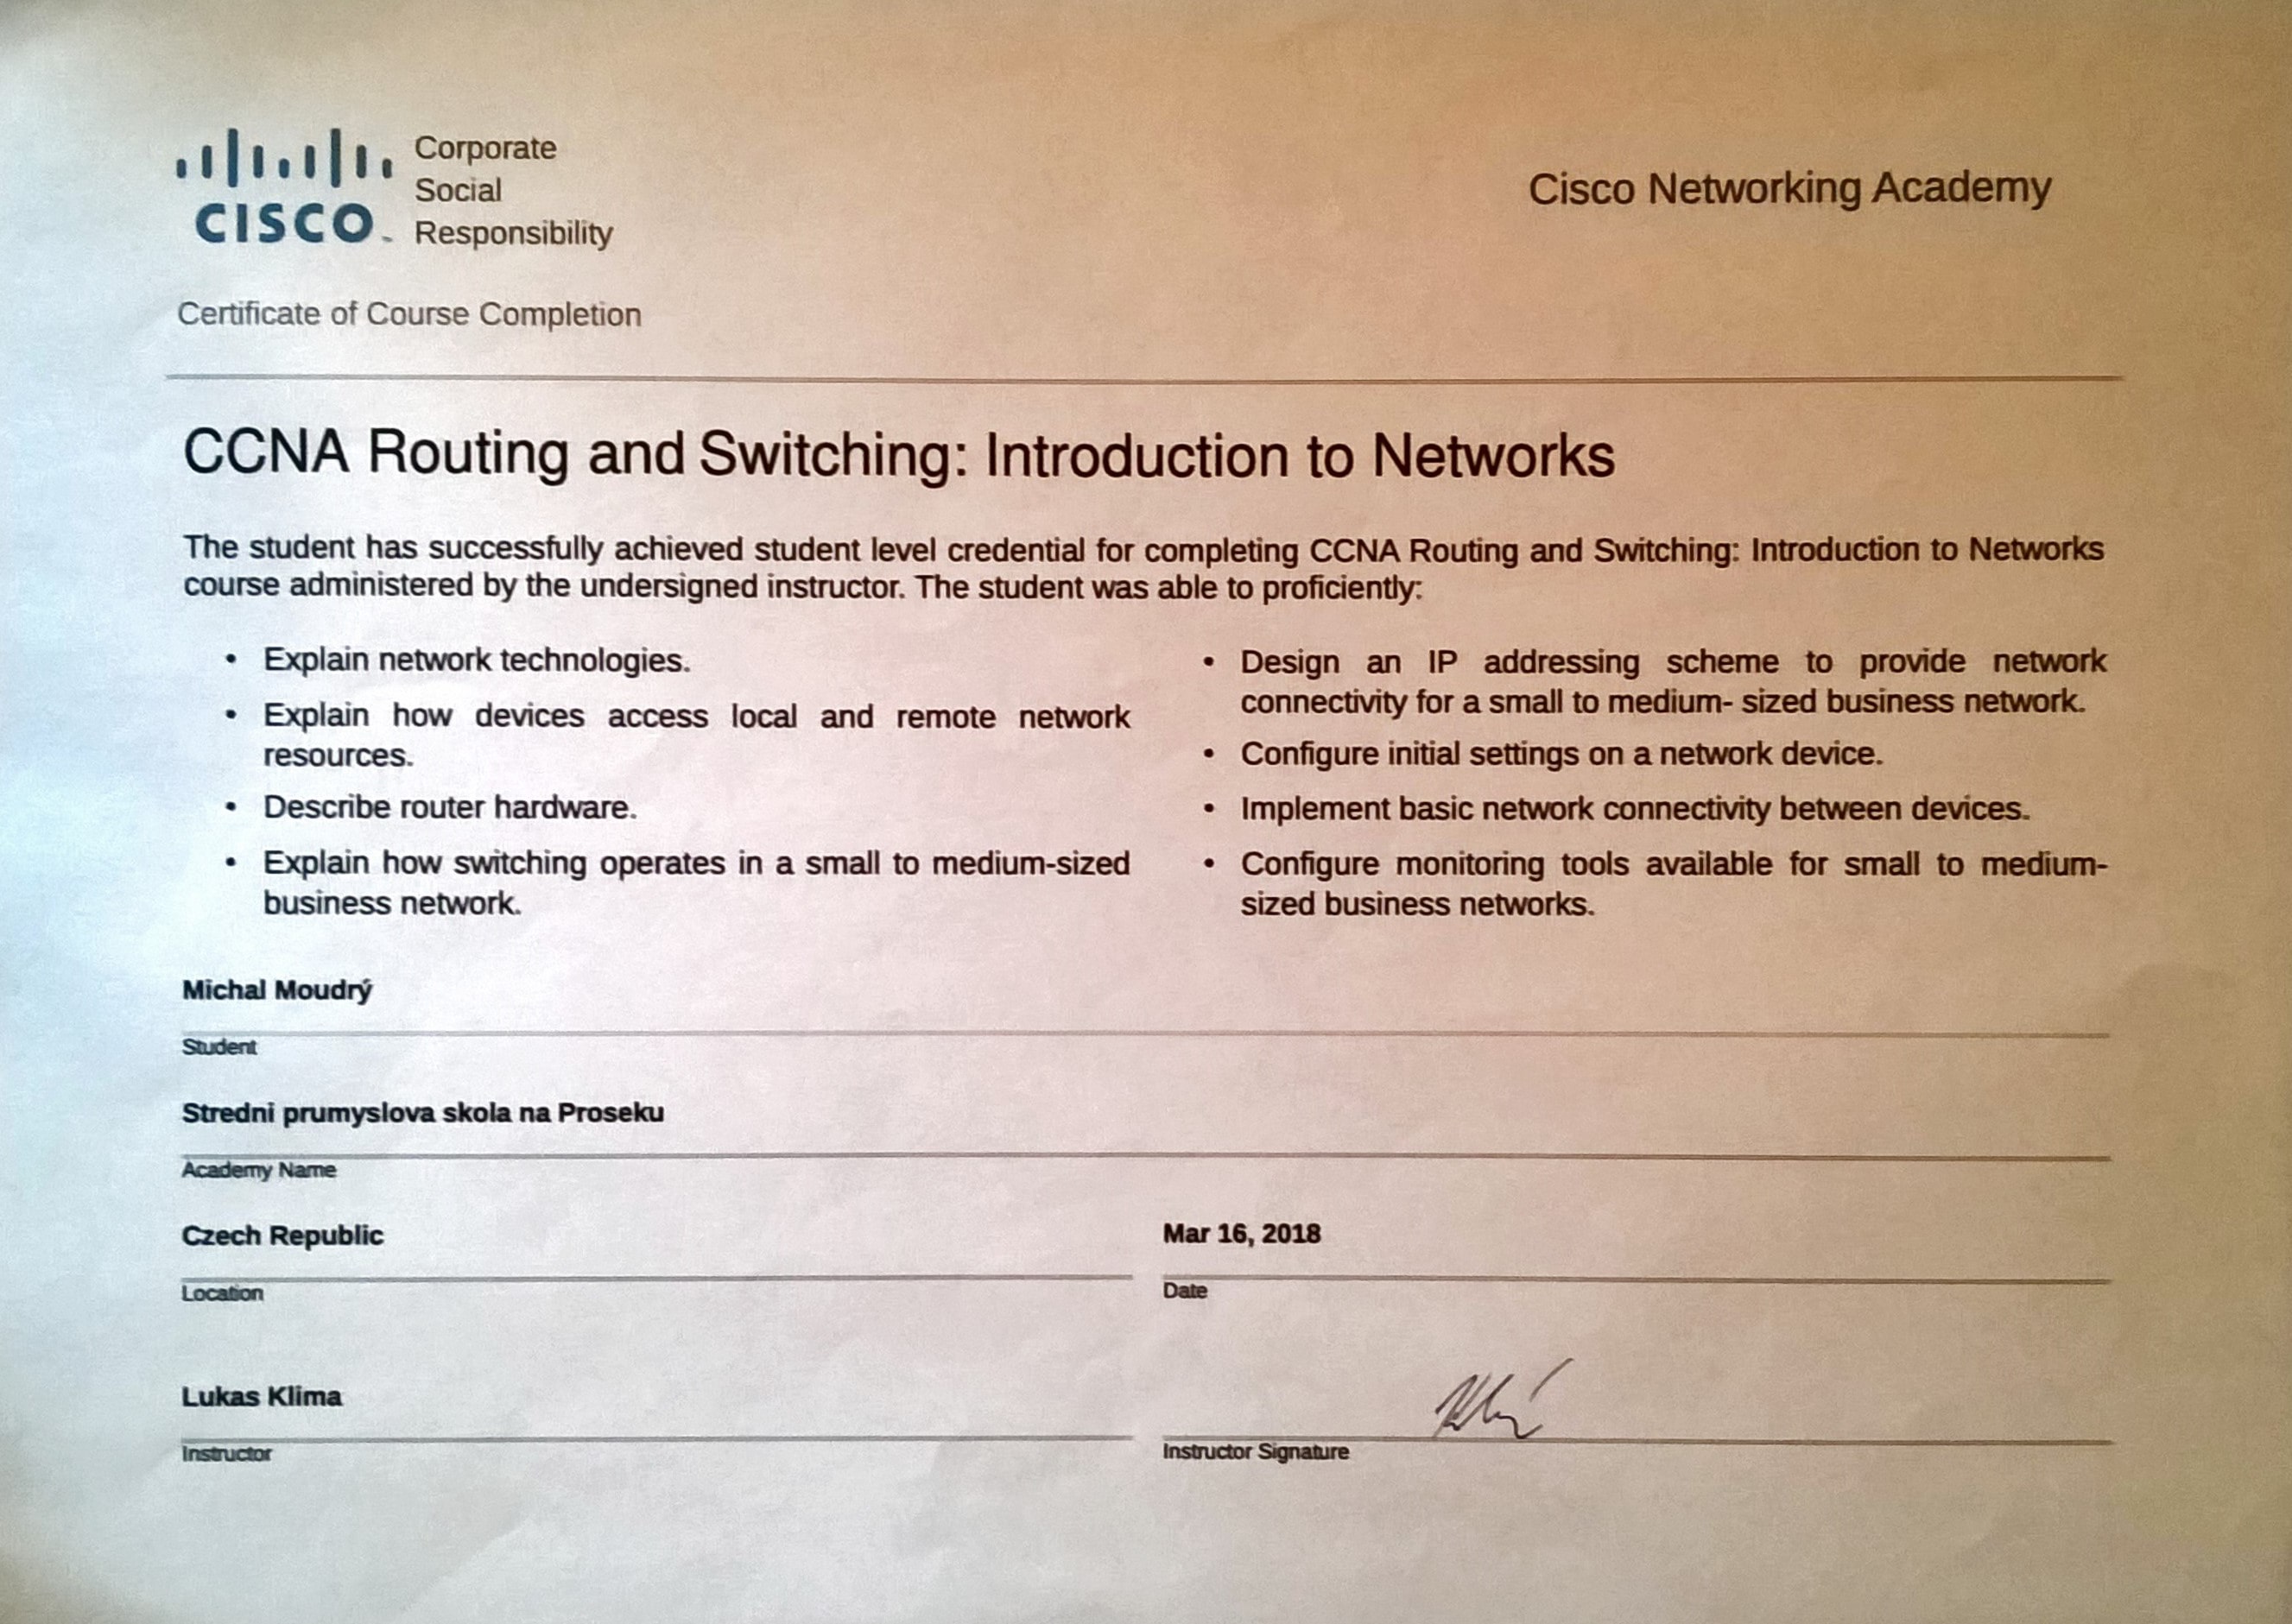 Corporate
Social
Responsibility
CISCO™
Cisco Networking Academy
Certificate of Course Completion
CCNA Routing and Switching: Introduction to Networks
The student has successfully achieved student level credential for completing CCNA Routing and Switching: Introduction to Networks
course administered by the undersigned instructor. The student was able to proficiently:
• Explain network technologies.
• Explain how devices access local and remote network
resources.
• Describe router hardware.
• Explain how switching operates in a small to medium-sized
business network.
• Design an IP addressing scheme to provide network
connectivity for a small to medium- sized business network.
• Configure initial settings on a network device.
• Implement basic network connectivity between devices.
• Configure monitoring tools available for small to medium-
sized business networks.
Michal Moudrý
Student
Stredni prumyslova skola na Proseku
Academy Name
Czech Republic
Location
Mar 16, 2018
Date
Lukas Klima
Instructor
Instructor Signature